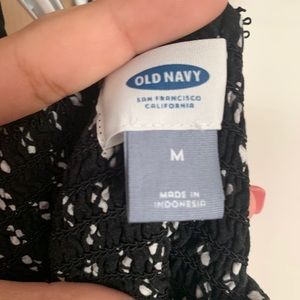 OLD NAVY
SAN FRANCISCO
CALIFORNIA
M
MADE IN
INDONESIA